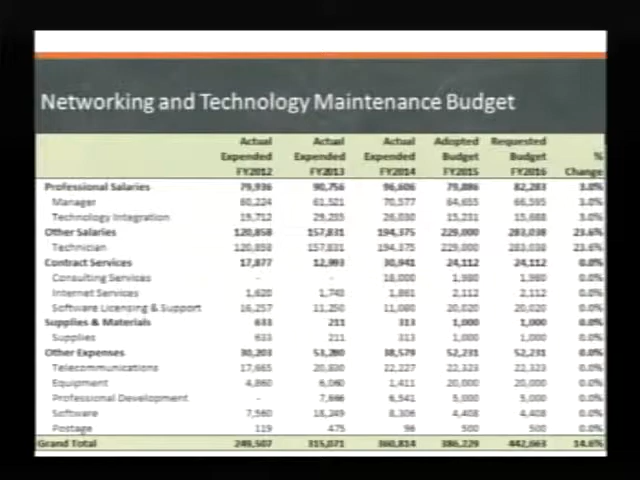 Networking and Technology Maintenance Budget
Actual Actual Actual Adopted Requested
Expended Expended Expended Budget Budget %
FY2012 FY2013 FY2014 FY2015 FY2016 Change
Professional Salaries 79,936 90,756 96,606 79,886 82,283 3.0%
Manager 60,224 61,521 70,577 64,655 66,595 3.0%
Technology Integration 19,712 29,235 26,030 15,231 15,688 3.0%
Other Salaries 120,858 157,831 194,375 229,000 283,038 23.6%
Technician 120,858 157,831 194,375 229,000 283,038 23.6%
Contract Services 17,877 12,993 30,941 24,112 24,112 0.0%
Consulting Services - - 18,000 1,980 1,980 0.0%
Internet Services 1,620 1,743 1,861 2,112 2,112 0.0%
Software Licensing & Support 16,257 11,250 11,080 20,020 20,020 0.0%
Supplies & Materials 633 211 313 1,000 1,000 0.0%
Supplies 633 211 313 1,000 1,000 0.0%
Other Expenses 30,203 53,280 38,579 52,231 52,231 0.0%
Telecommunications 17,665 22,227 22,323 22,323 0.0%
Equipment 4,860 6,060 1,411 20,000 20,000 0.0%
Professional Development - 7,666 6,541 5,000 5,000 0.0%
Software 7,560 18,249 8,306 4,408 4,408 0.0%
Postage 119 475 96 500 500 0.0%
Grand Total 249,507 315,071 360,814 386,229 442,663 14.6%